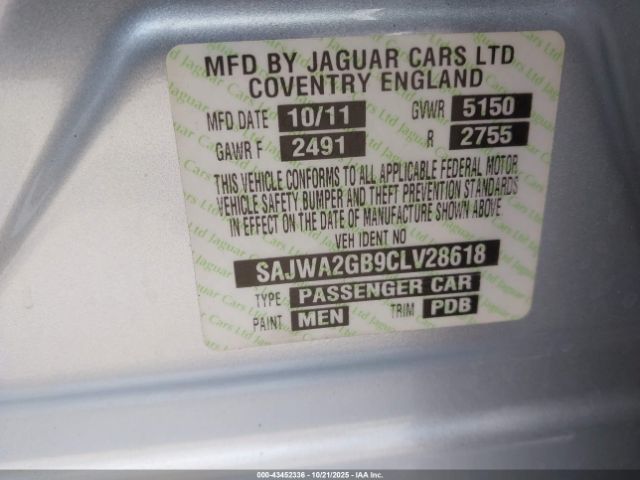 MFD BY JAGUAR CARS LTD
COVENTRY ENGLAND
MFD DATE 10/11 GVWR 5150
GAWR F 2491 R 2755
THIS VEHICLE CONFORMS TO ALL APPLICABLE FEDERAL MOTOR
VEHICLE SAFETY BUMPER AND THEFT PREVENTION STANDARDS
IN EFFECT ON THE DATE OF MANUFACTURE SHOWN ABOVE
VEH IDENT NO
SAJWA2GB9CLV28618
TYPE PASSENGER CAR
PAINT MEN TRIM PDB
000-43452336 - 10/21/2025 - IAA Inc.